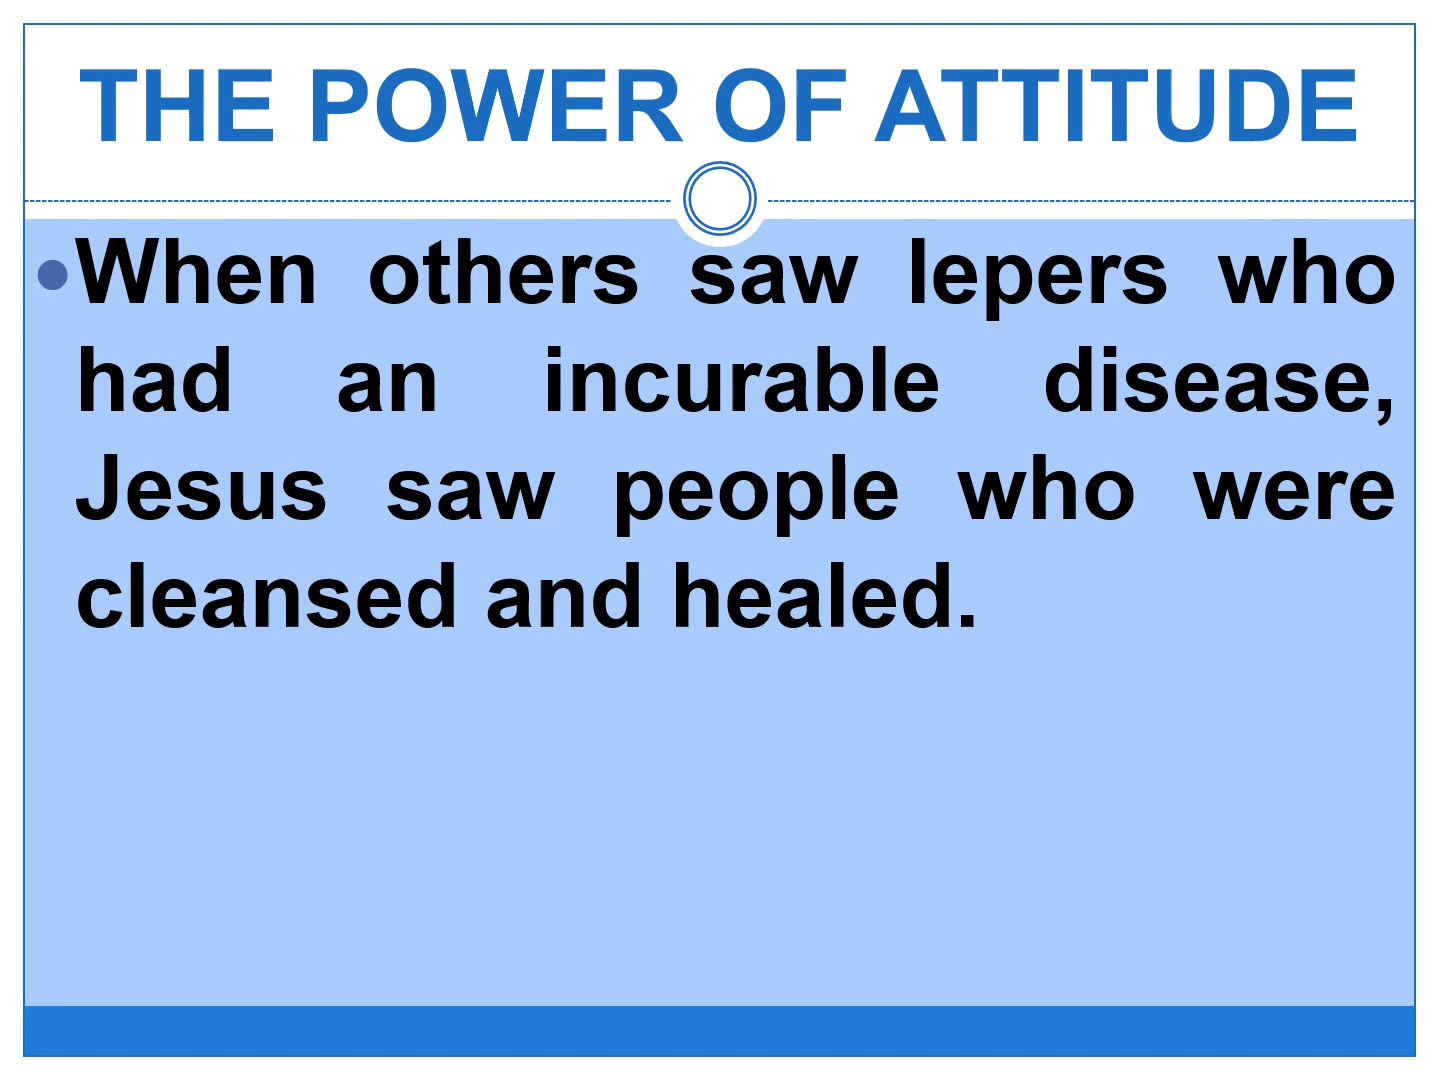 THE POWER OF ATTITUDE
•When others saw lepers who
had an incurable disease,
Jesus saw people who were
cleansed and healed.